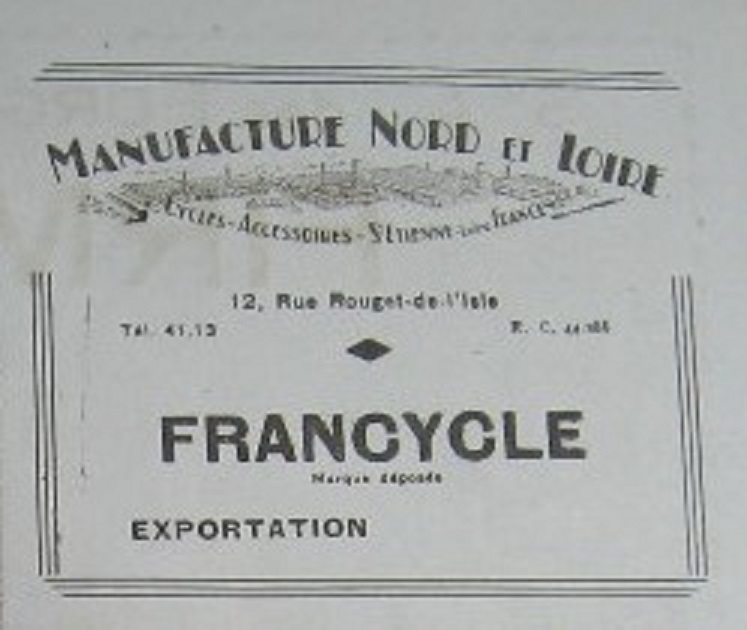 MANUFACTURE NORD ET LOIRE
CYCLES - ACCESSOIRES - ST ETIENNE - LOIRE FRANCE
12, Rue Rouget-de-l'Isle
Tél. 41.13 R. C.
FRANCYCLE
Marque déposée
EXPORTATION